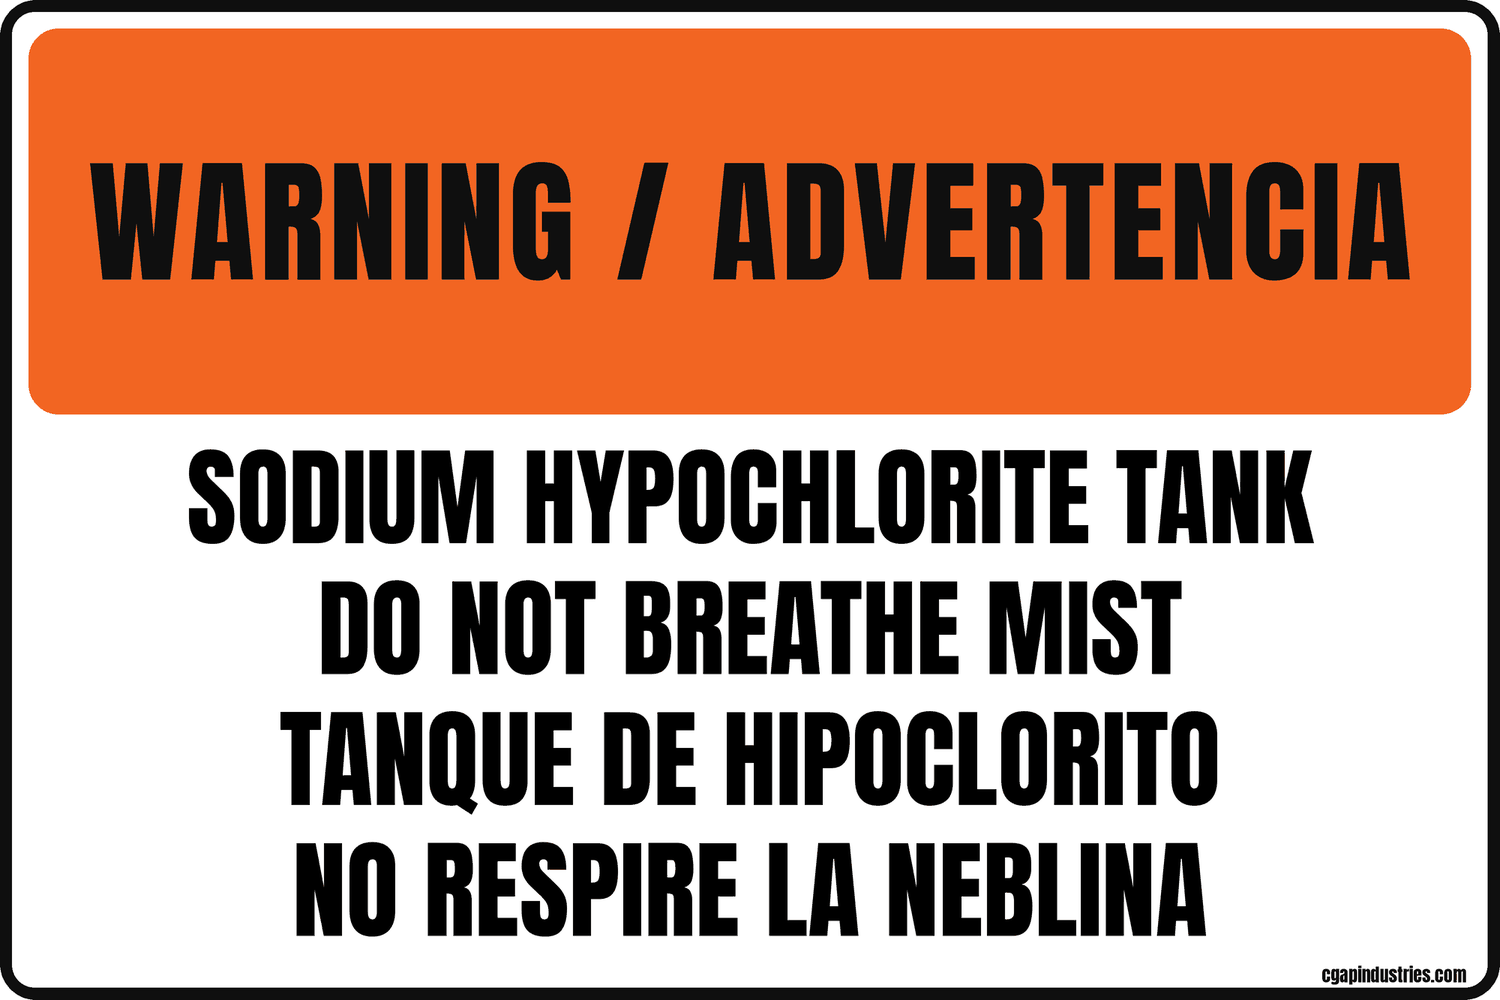 WARNING / ADVERTENCIA
SODIUM HYPOCHLORITE TANK
DO NOT BREATHE MIST
TANQUE DE HIPOCLORITO
NO RESPIRE LA NEBLINA
cgapindustries.com